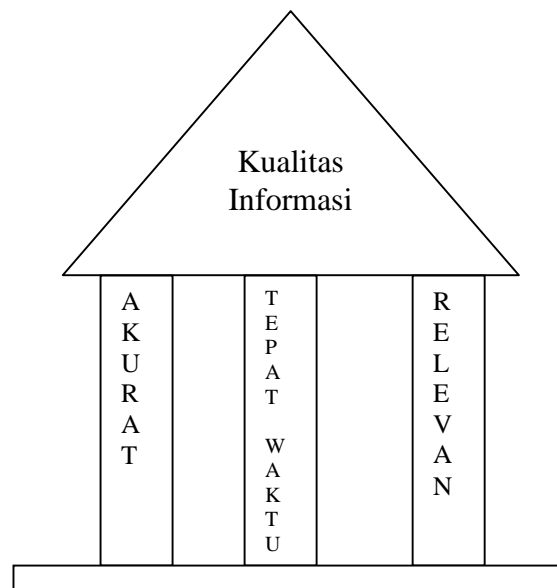 Kualitas
Informasi
AKURAT
TEPAT WAKTU
RELEVAN